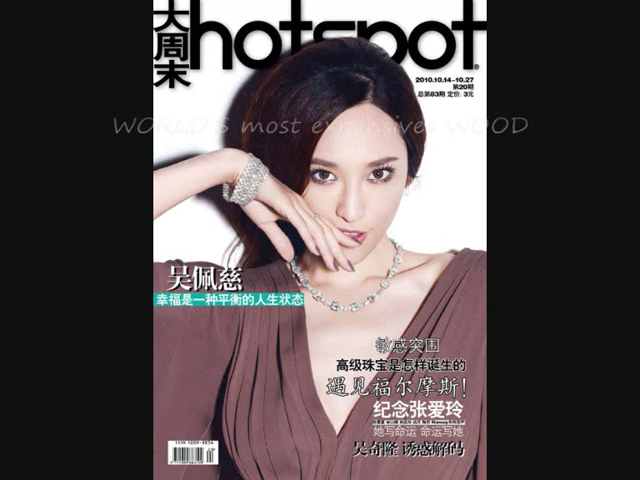 大周末
hotspot
2010.10.14-10.27
第20期
总第83期 定价: 3元
WORLD'S most expensives WOOD
吴佩慈
幸福是一种平衡的人生状态
敏感突围
高级珠宝是怎样诞生的
遇见福尔摩斯!
纪念张爱玲
她写命运 命运写她
吴奇隆 诱惑解码